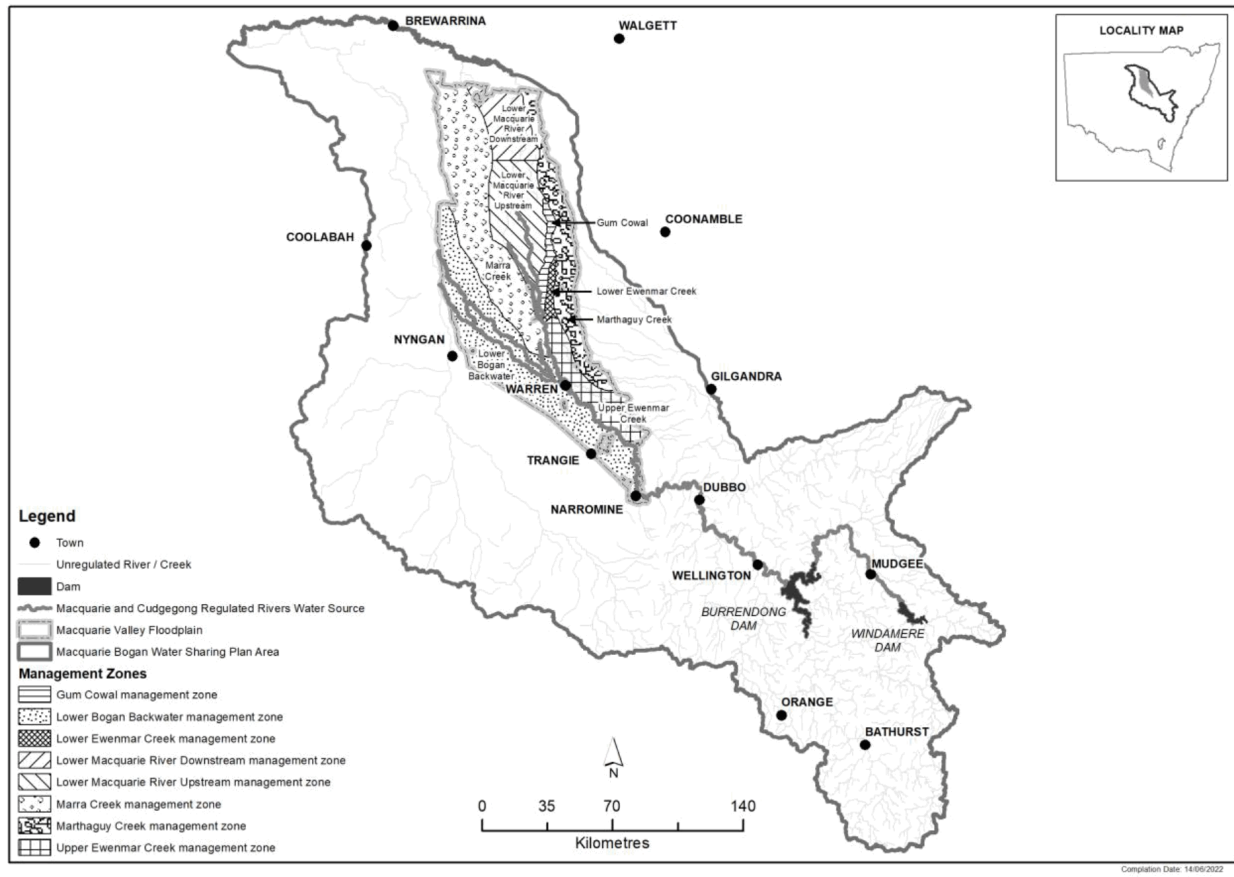 BREWARRINA
WALGETT
LOCALITY MAP
Lower
Macquarie
River
Downstream
Lower
Macquarie
River
Upstream
Gum Cowal
COONAMBLE
COOLABAH
Marra
Creek
Lower Ewenmar Creek
Marthaguy Creek
NYNGAN
Lower
Bogan
Backwater
WARREN
GILGANDRA
Upper Ewenmar
Creek
TRANGIE
DUBBO
NARROMINE
WELLINGTON
MUDGEE
BURRENDONG
DAM
WINDAMERE
DAM
ORANGE
BATHURST
Legend
Town
Unregulated River / Creek
Dam
Macquarie and Cudgegong Regulated Rivers Water Source
Macquarie Valley Floodplain
Macquarie Bogan Water Sharing Plan Area
Management Zones
Gum Cowal management zone
Lower Bogan Backwater management zone
Lower Ewenmar Creek management zone
Lower Macquarie River Downstream management zone
Lower Macquarie River Upstream management zone
Marra Creek management zone
Marthaguy Creek management zone
Upper Ewenmar Creek management zone
N
0 35 70 140
Kilometres
Complation Date: 14/06/2022